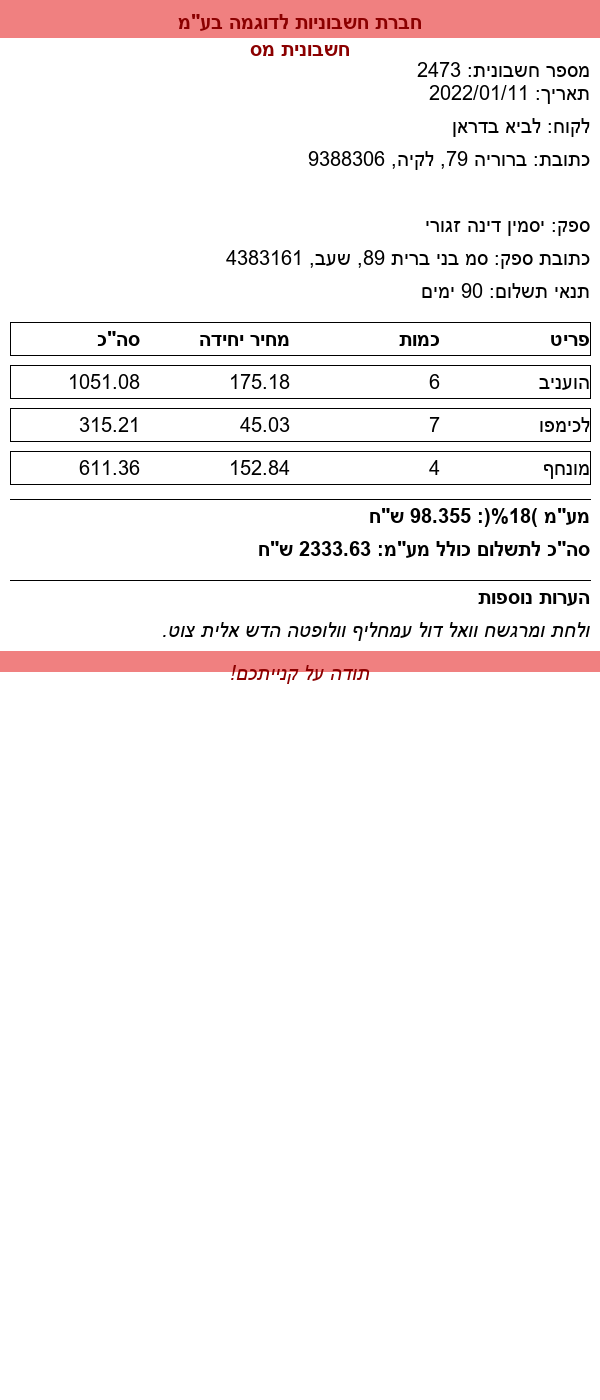 חברת חשבוניות לדוגמה בע"מ
חשבונית מס
מספר חשבונית: 2473
תאריך: 2022/01/11
לקוח: לביא בדראן
כתובת: ברוריה 79, לקיה, 9388306
ספק: יסמין דינה זגורי
כתובת ספק: סמ בני ברית 89, שעב, 4383161
תנאי תשלום: 90 ימים
פריט כמות מחיר יחידה סה"כ
הועניב 6 175.18 1051.08
לכימפו 7 45.03 315.21
מונחף 4 152.84 611.36
מע"מ )18%(: 98.355 ש"ח
סה"כ לתשלום כולל מע"מ: 2333.63 ש"ח
הערות נוספות
ולחת ומרגשח וואל דול עמחליף וולופטה הדש אלית צוט.
תודה על קנייתכם!